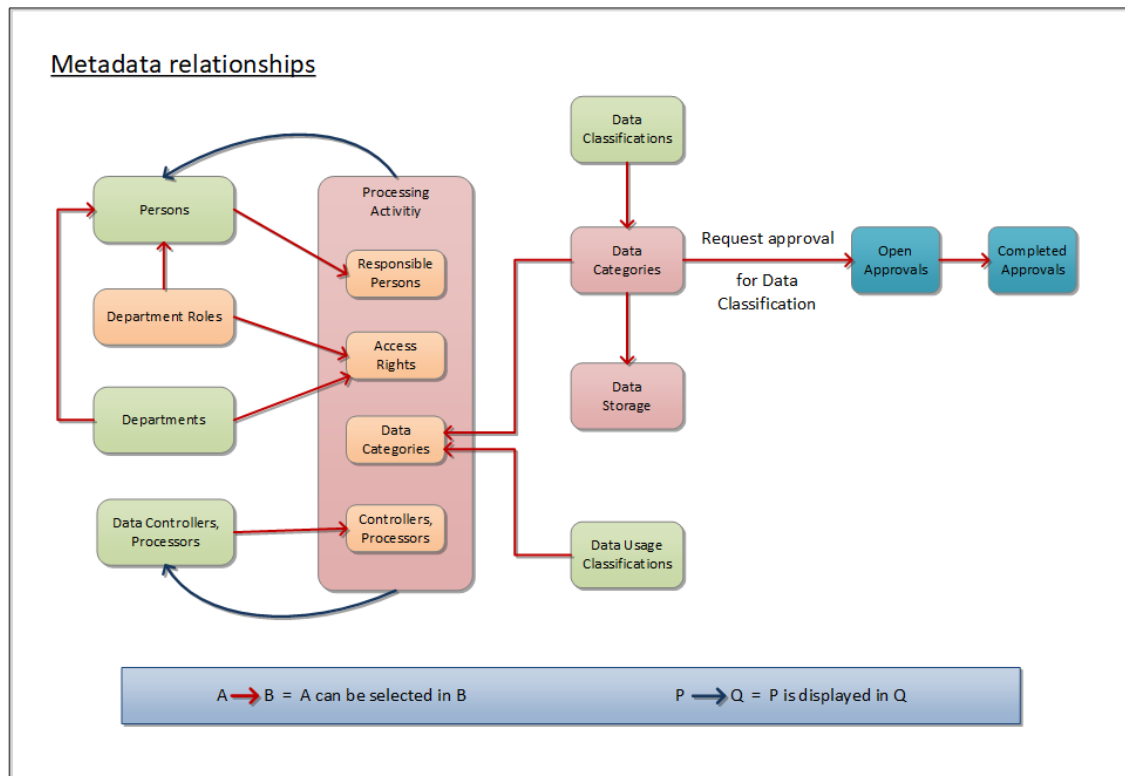 Metadata relationships
Data
Classifications
Persons
Processing
Activitiy
Responsible
Persons
Department Roles
Access
Rights
Departments
Data
Categories
Data Controllers,
Processors
Controllers,
Processors
Data
Categories
Request approval
for Data
Classification
Open
Approvals
Completed
Approvals
Data
Storage
Data Usage
Classifications
A → B = A can be selected in B
P → Q = P is displayed in Q